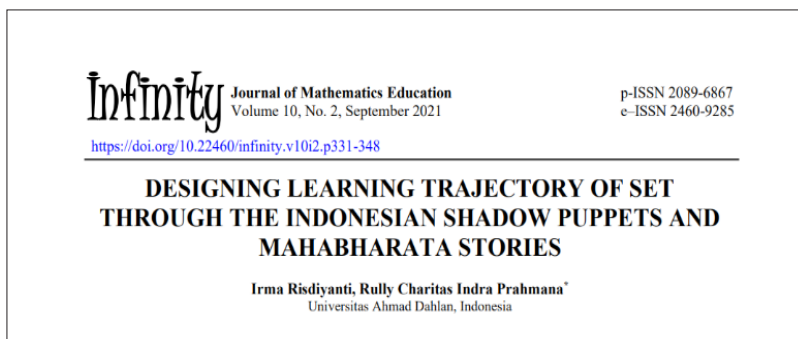 Infinity
Journal of Mathematics Education
Volume 10, No. 2, September 2021
p-ISSN 2089-6867
e–ISSN 2460-9285
https://doi.org/10.22460/infinity.v10i2.p331-348
DESIGNING LEARNING TRAJECTORY OF SET
THROUGH THE INDONESIAN SHADOW PUPPETS AND
MAHABHARATA STORIES
Irma Risdiyanti, Rully Charitas Indra Prahmana*
Universitas Ahmad Dahlan, Indonesia